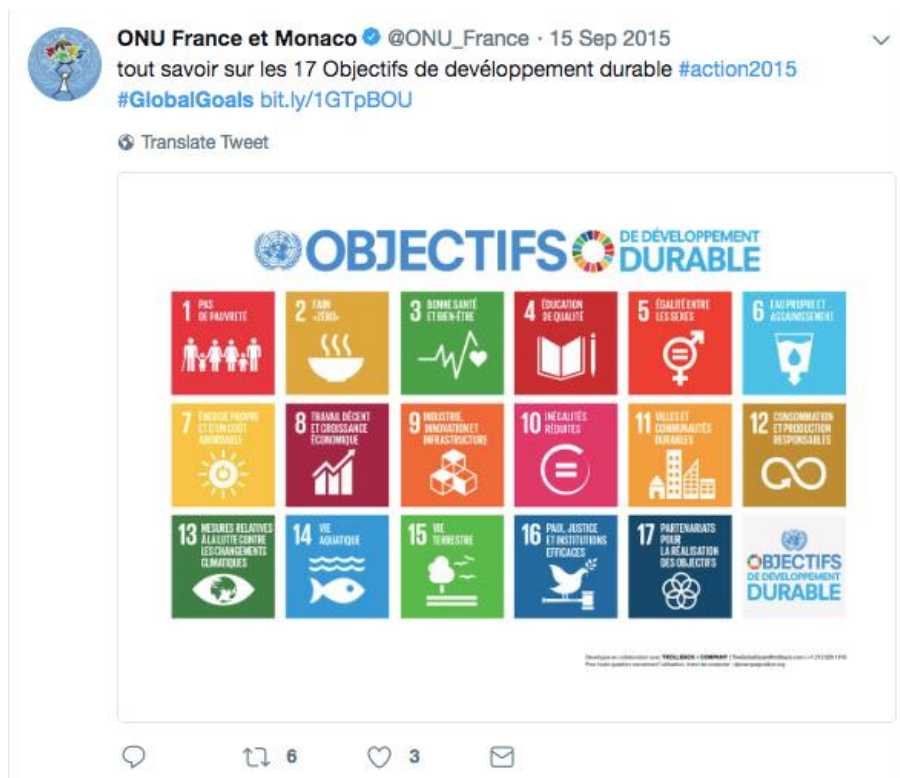 ONU France et Monaco @ONU_France · 15 Sep 2015
tout savoir sur les 17 Objectifs de devéloppement durable #action2015
#GlobalGoals bit.ly/1GTpBOU
Translate Tweet
OBJECTIFS DE DÉVELOPPEMENT
DURABLE
1 PAS
DE PAUVRETÉ
2 FAIM
«ZÉRO»
3 BONNE SANTÉ
ET BIEN-ÊTRE
4 ÉDUCATION
DE QUALITÉ
5 ÉGALITÉ ENTRE
LES SEXES
6 EAU PROPRE ET
ASSAINISSEMENT
7 ÉNERGIE PROPRE
ET D'UN COÛT
ABORDABLE
8 TRAVAIL DÉCENT
ET CROISSANCE
ÉCONOMIQUE
9 INDUSTRIE,
INNOVATION ET
INFRASTRUCTURE
10 INÉGALITÉS
RÉDUITES
11 VILLES ET
COMMUNAUTÉS
DURABLES
12 CONSOMMATION
ET PRODUCTION
RESPONSABLES
13 MESURES RELATIVES
À LA LUTTE CONTRE
LES CHANGEMENTS
CLIMATIQUES
14 VIE
AQUATIQUE
15 VIE
TERRESTRE
16 PAIX, JUSTICE
ET INSTITUTIONS
EFFICACES
17 PARTENARIATS
POUR
LA RÉALISATION
DES OBJECTIFS
OBJECTIFS
DE DÉVELOPPEMENT
DURABLE
Développé en collaboration avec TROLLBÄCK + COMPANY
6 3